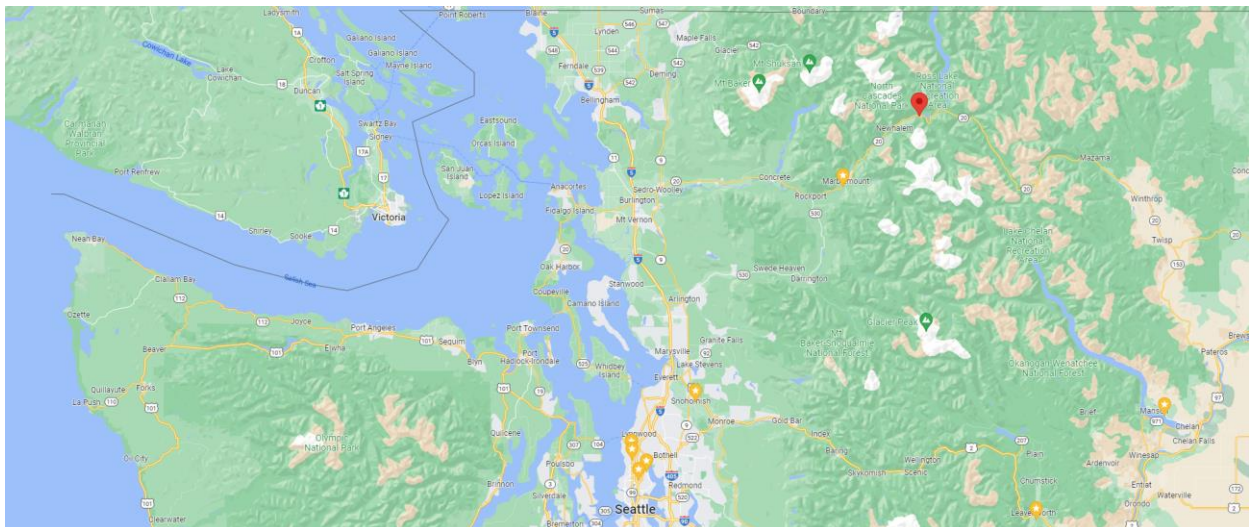 Ladysmith
Point Roberts
Blaine
Sumas
Boundary
Galiano Island
Lynden
Maple Falls
Cowichan Lake
Crofton
Galiano Island
Mayne Island
Glacier
Lake
Cowichan
Salt Spring
Island
Ferndale
Deming
Mt Shuksan
Mt Baker
Ross Lake
National
Recreation
Area
North
Cascades
National Park
Duncan
Bellingham
Swartz Bay
Sidney
Eastsound
Orcas Island
Newhalem
Carmanah
Walbran
Provincial
Park
Mazama
Port Renfrew
San Juan
Island
Lopez Island
Anacortes
Sedro-Woolley
Concrete
Marblemount
Rockport
Burlington
Fidalgo Island
Mt Vernon
Winthrop
Victoria
Shirley
Sooke
Twisp
Neah Bay
Lake Chelan
National
Recreation
Area
Salish Sea
Oak Harbor
Swede Heaven
Darrington
Stanwood
Clallam Bay
Coupeville
Camano Island
Arlington
Ozette
Joyce
Port Angeles
Port Townsend
Glacier Peak
Elwha
Sequim
Granite Falls
Mt.
Baker-Snoqualmie
National Forest
Beaver
Port
Hadlock-Irondale
Marysville
Lake Stevens
Blyn
Whidbey
Island
Everett
Okanogan-Wenatchee
National Forest
Pateros
Quillayute
Forks
La Push
Snohomish
Brief
Manson
Chelan
Quilcene
Monroe
Gold Bar
Index
Chelan Falls
Lynnwood
Olympic
National Park
Baring
Plain
Winesap
Bothell
Wellington
Ardenvoir
Poulsbo
Skykomish
Scenic
Chumstick
Entiat
Brinnon
Silverdale
Redmond
Orondo
Waterville
Clearwater
Seattle
Leavenworth
Bremerton